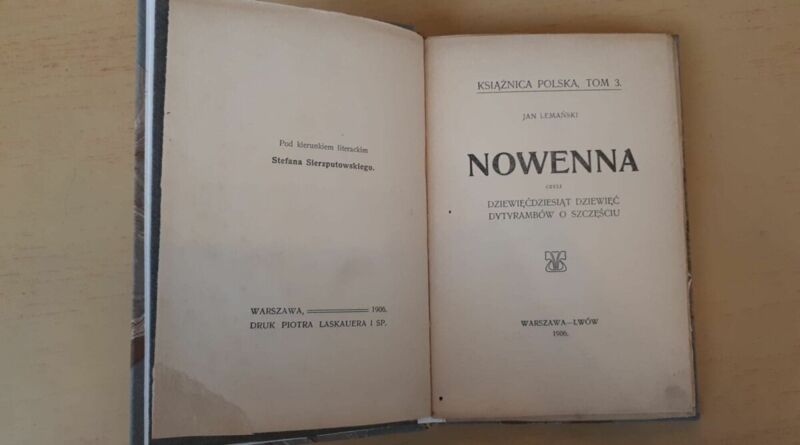 Pod kierunkiem literackim
Stefana Sierzputowskiego.
WARSZAWA, 1906.
DRUK PIOTRA LASKAUERA I SP.
KSIĄŻNICA POLSKA, TOM 3.
JAN LEMAŃSKI
NOWENNA
CZYLI
DZIEWIĘĆDZIESIĄT DZIEWIĘĆ
DYTYRAMBÓW O SZCZĘŚCIU
WARSZAWA—LWÓW
1906.